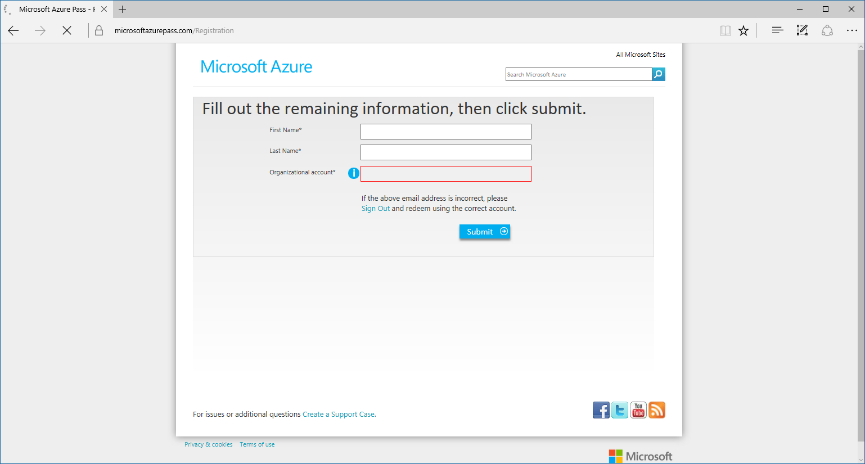 Microsoft Azure Pass - R
microsoftazurepass.com/Registration
All Microsoft Sites
Microsoft Azure
Search Microsoft Azure
Fill out the remaining information, then click submit.
First Name*
Last Name*
Organizational account*
If the above email address is incorrect, please
Sign Out and redeem using the correct account.
Submit
For issues or additional questions Create a Support Case.
You Tube
Privacy & cookies Terms of use
Microsoft